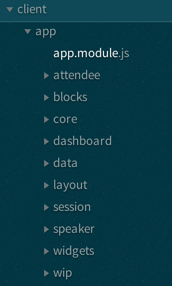 client
app
app.module.js
attendee
blocks
core
dashboard
data
layout
session
speaker
widgets
wip